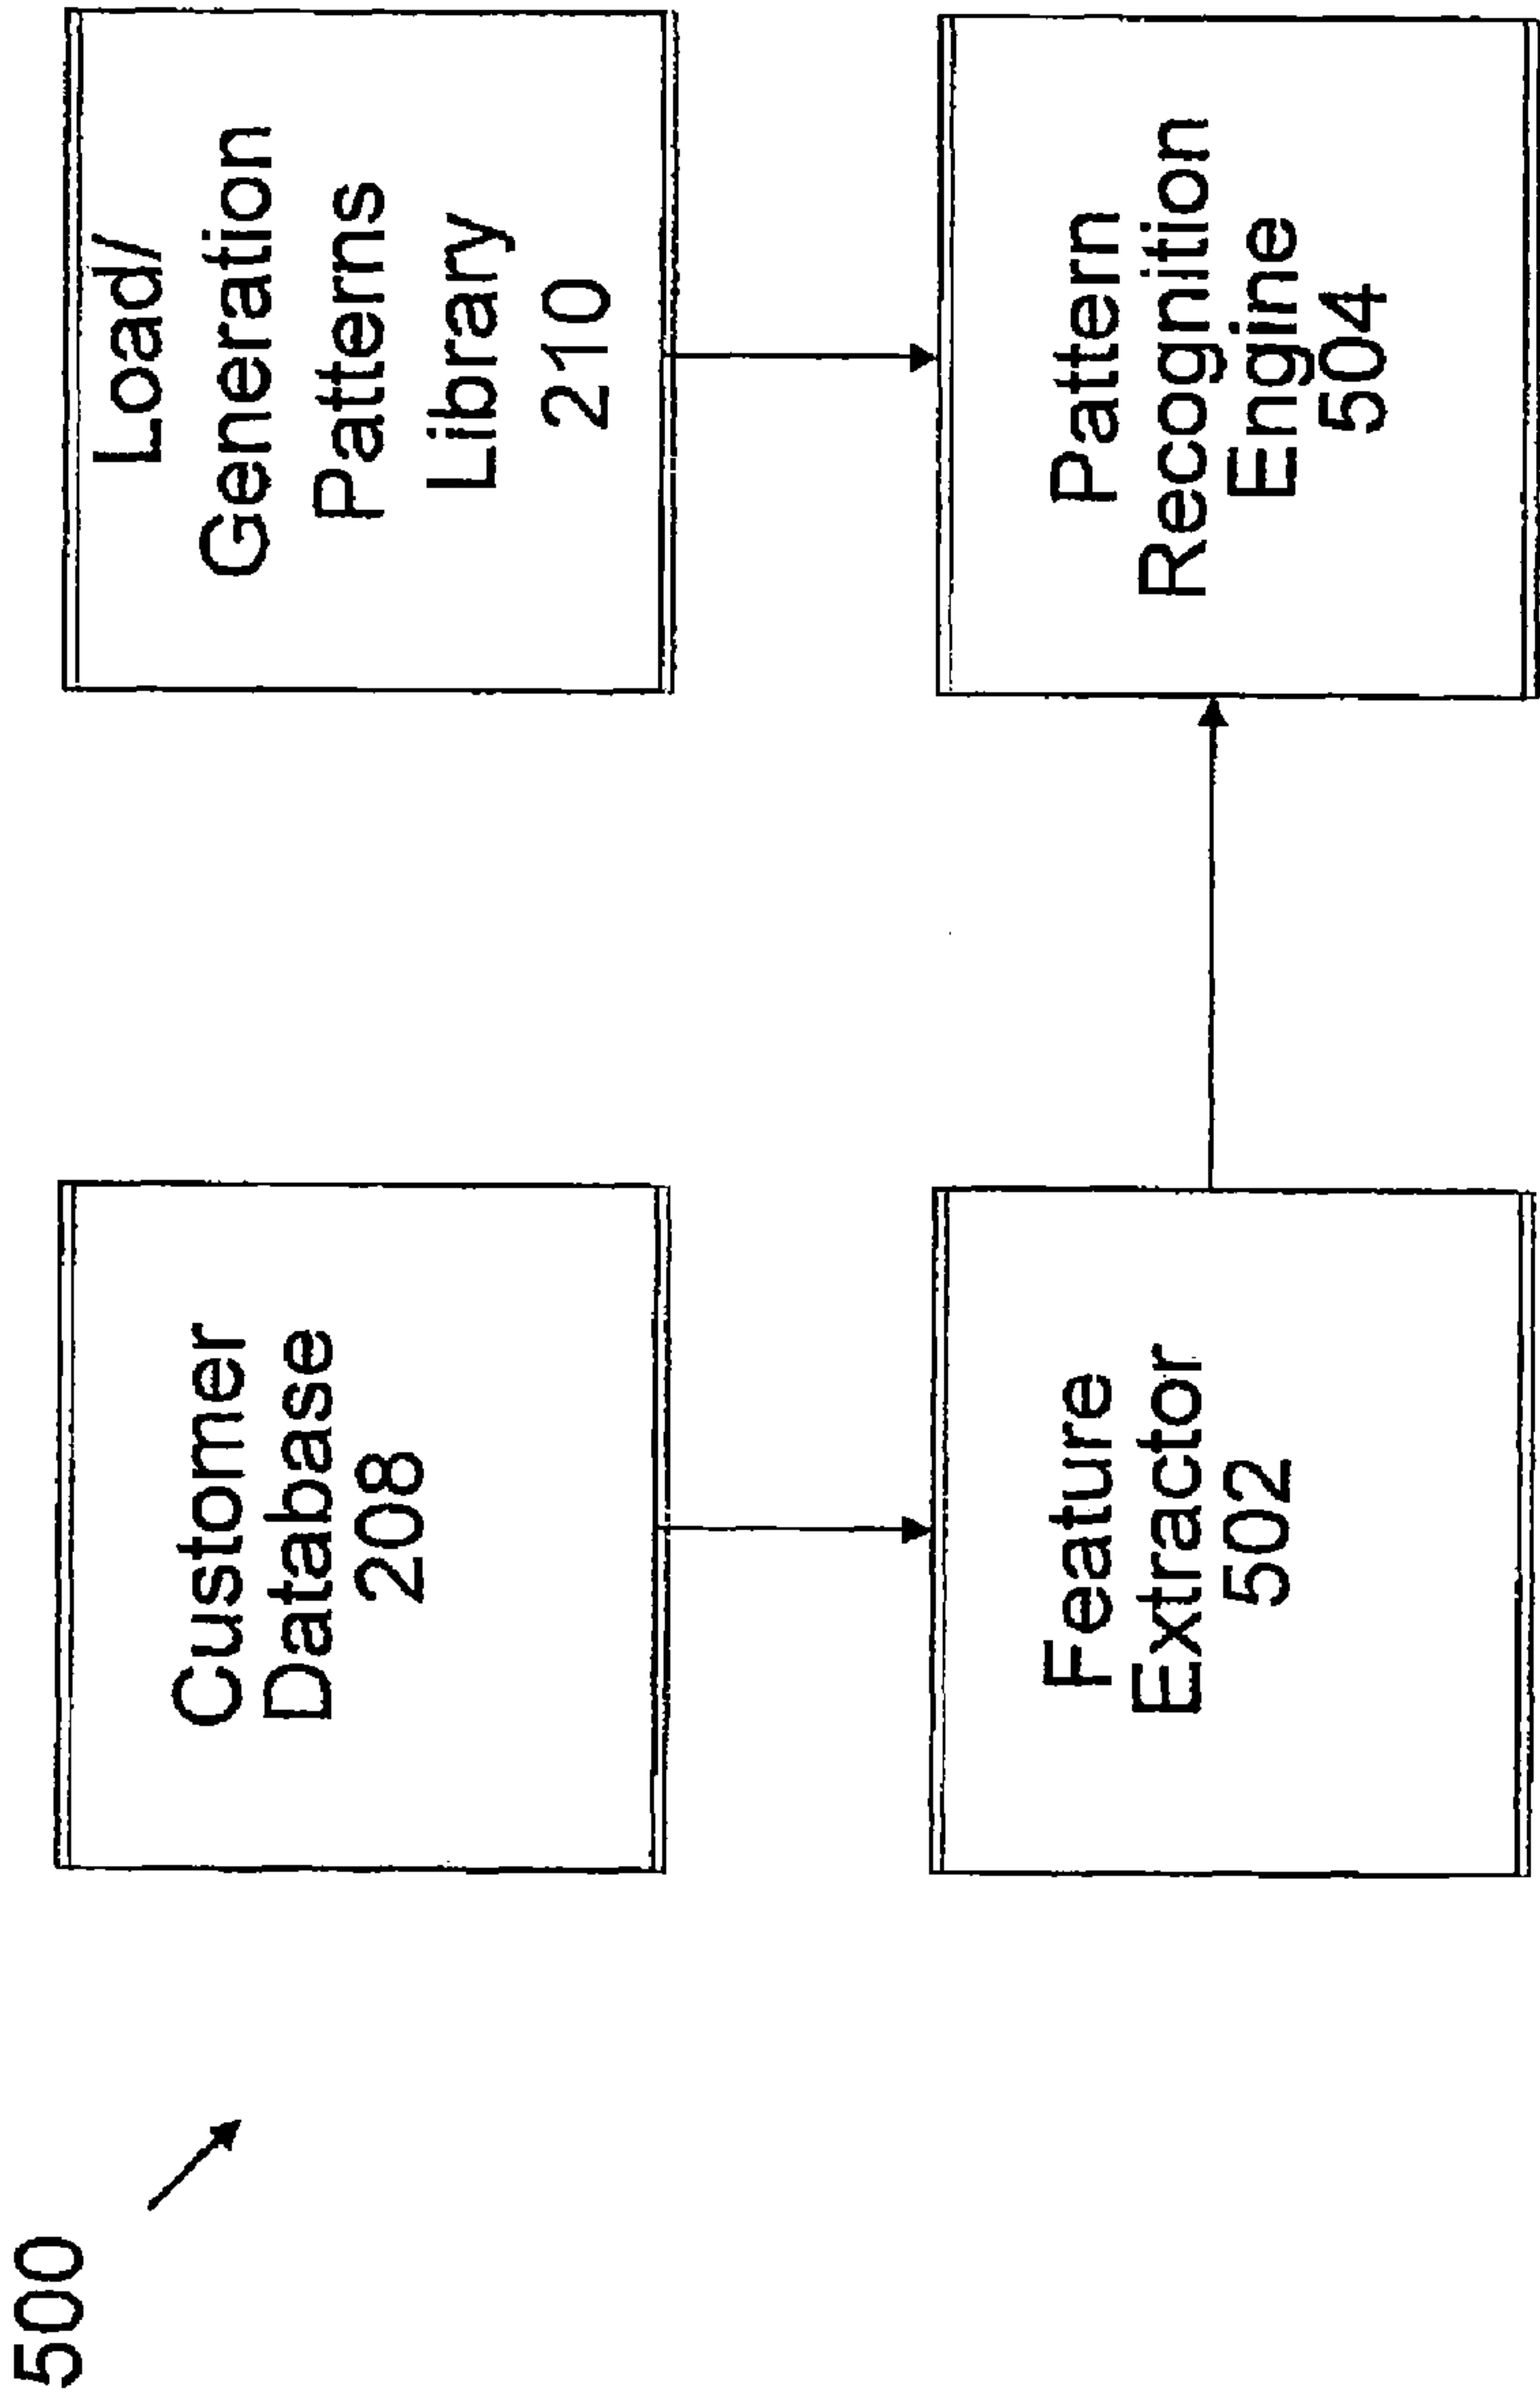 500
Customer
Database
208
Load/
Generation
Patterns
Library
210
Feature
Extractor
502
Pattern
Recognition
Engine
504